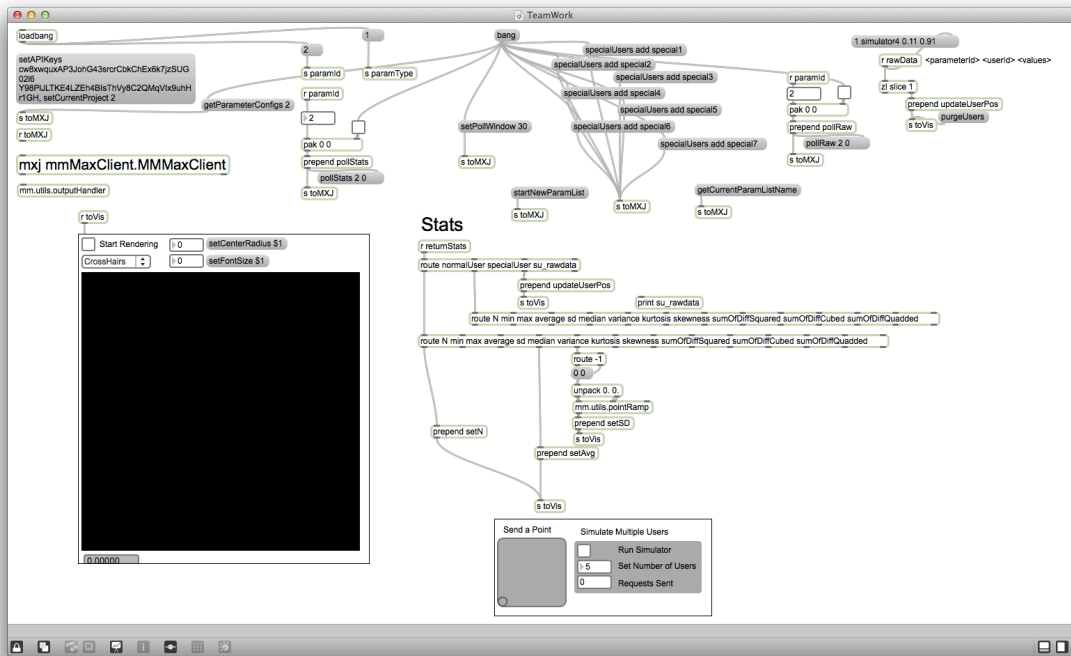 TeamWork
loadbang
1
2
bang
setAPIKeys
cw8xwquxAP3JohG43srcrCbkChEx6k7jzSUG
02I6
Y98PIJLTKE4LZEh4BIsThVy8C2QMqVIx9uhH
r1GH, setCurrentProject 2
s paramId
s paramType
getParameterConfigs 2
s toMXJ
r toMXJ
mxj mmMaxClient.MMMaxClient
mm.utils.outputHandler
r paramId
2
pak 0 0
prepend pollStats
pollStats 2 0
s toMXJ
setPollWindow 30
s toMXJ
specialUsers add special1
specialUsers add special2
specialUsers add special3
specialUsers add special4
specialUsers add special5
specialUsers add special6
specialUsers add special7
s toMXJ
startNewParamList
s toMXJ
getCurrentParamListName
s toMXJ
r paramId
2
pak 0 0
prepend pollRaw
pollRaw 2 0
s toMXJ
1 simulator4 0.11 0.91
r rawData <parameterId> <userid> <values>
zl slice 1
prepend updateUserPos
s toVis
purgeUsers
r toVis
Start Rendering
0
setCenterRadius $1
CrossHairs
0
setFontSize $1
0.00000
Stats
r returnStats
route normalUser specialUser su_rawdata
prepend updateUserPos
s toVis
print su_rawdata
route N min max average sd median variance kurtosis skewness sumOfDiffSquared sumOfDiffCubed sumOfDiffQuadded
route N min max average sd median variance kurtosis skewness sumOfDiffSquared sumOfDiffCubed sumOfDiffQuadded
route -1
0 0
unpack 0. 0.
mm.utils.pointRamp
prepend setSD
s toVis
prepend setN
prepend setAvg
s toVis
Send a Point
Simulate Multiple Users
Run Simulator
5
Set Number of Users
0
Requests Sent